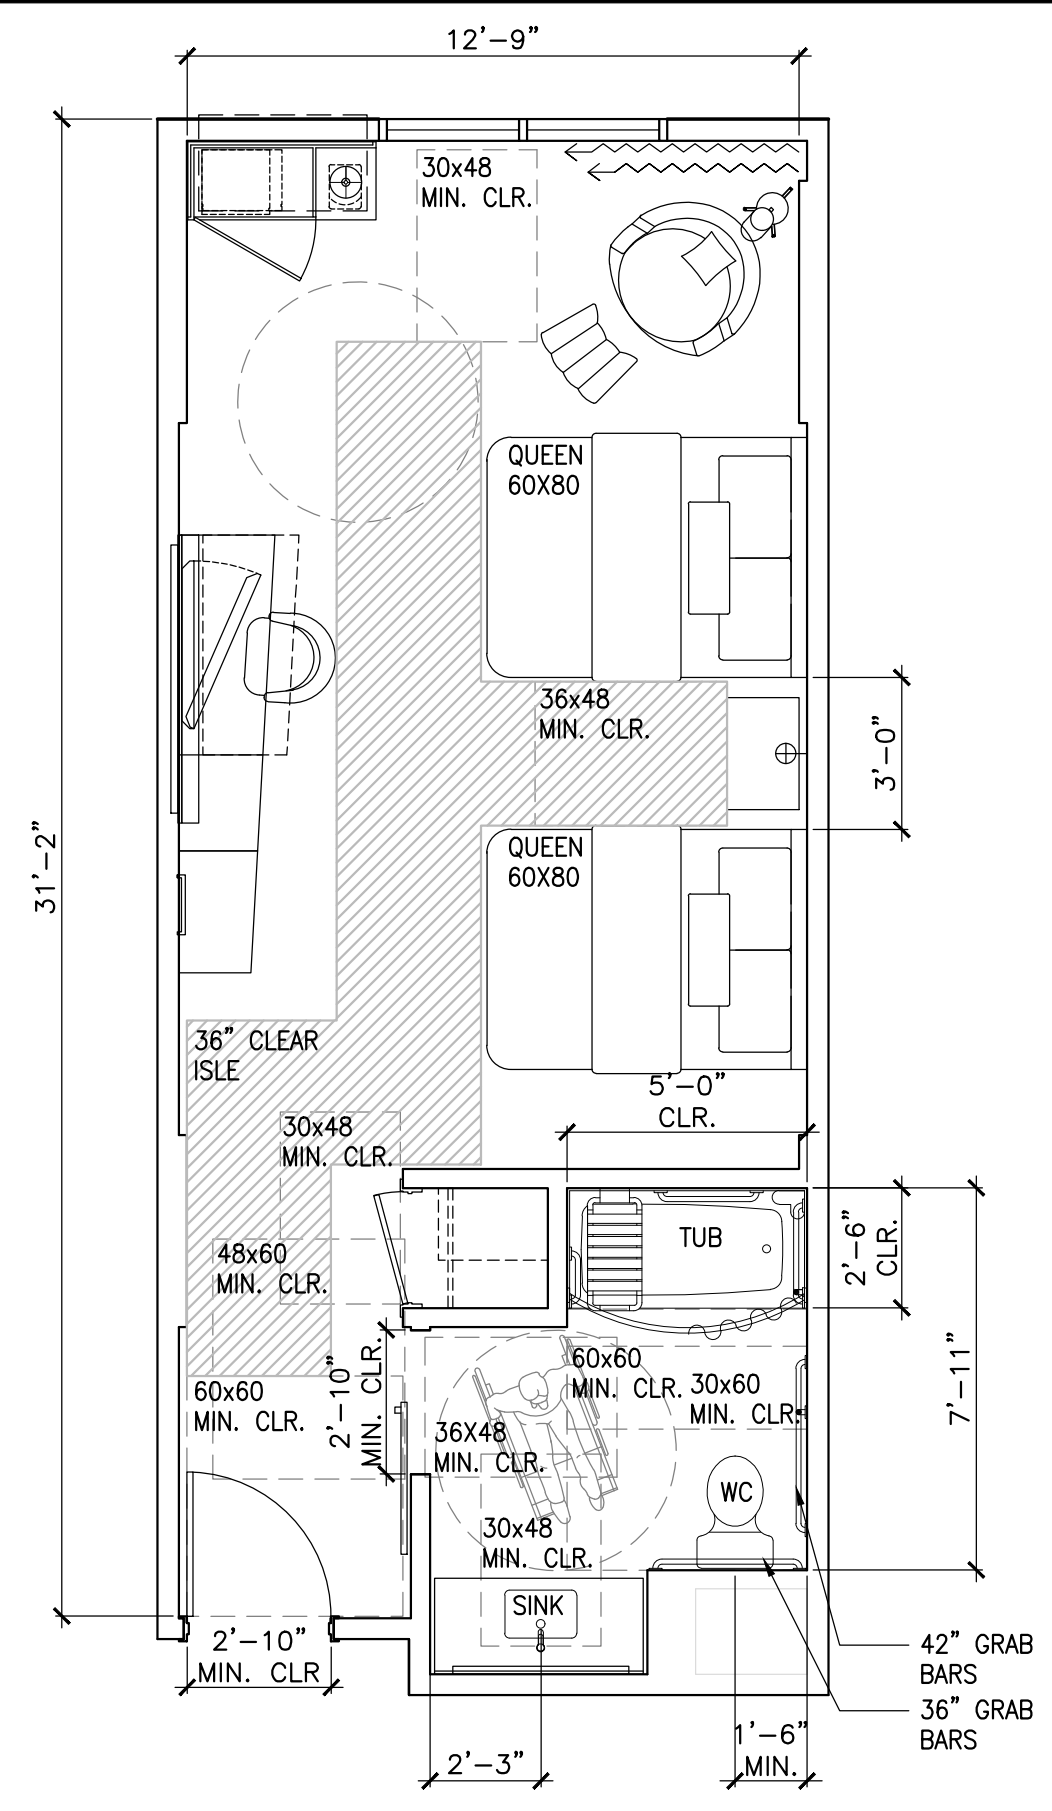 12'-9"
30x48
MIN. CLR.
QUEEN
60X80
36x48
MIN. CLR.
3'-0"
31'-2"
QUEEN
60X80
36" CLEAR
ISLE
5'-0"
CLR.
30x48
MIN. CLR.
48x60
MIN. CLR.
TUB
2'-6"
CLR.
7'-11"
2'-10"
MIN. CLR.
60x60
MIN. CLR.
30x60
MIN. CLR.
60x60
MIN. CLR.
36X48
MIN. CLR.
WC
30x48
MIN. CLR.
SINK
2'-10"
MIN. CLR
42" GRAB
BARS
36" GRAB
BARS
2'-3"
1'-6"
MIN.